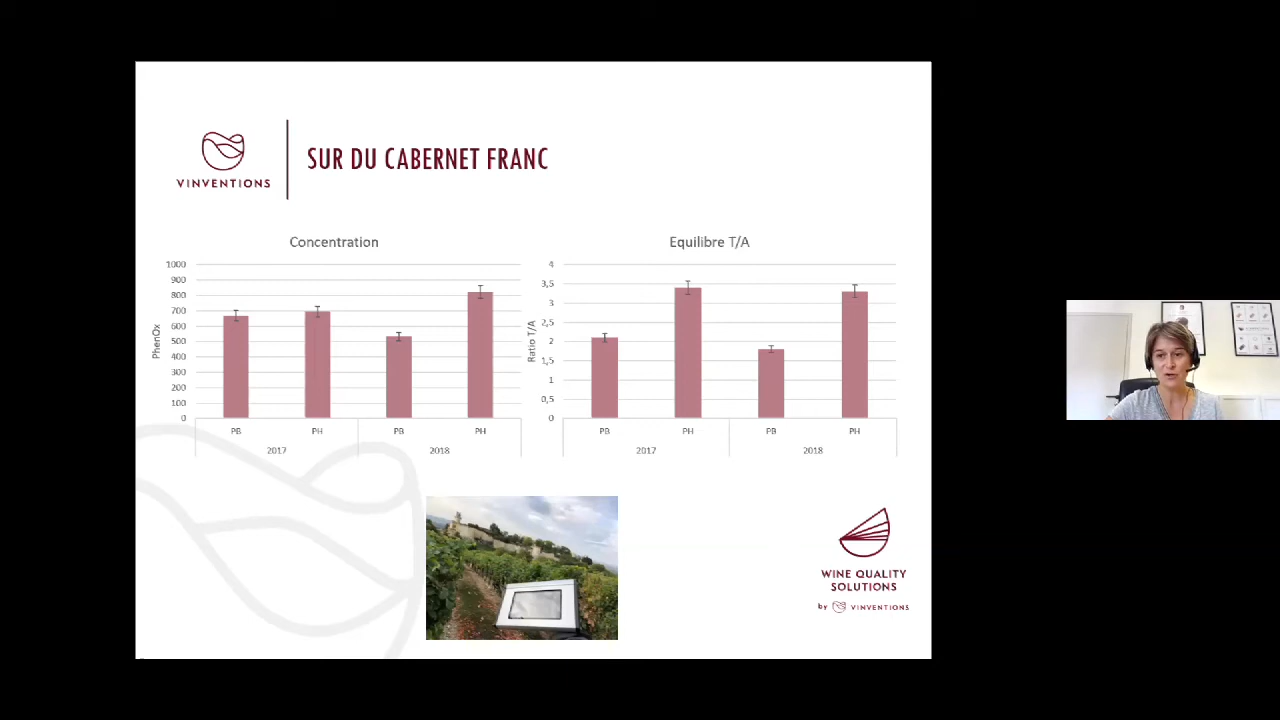 VINVENTIONS
SUR DU CABERNET FRANC
Concentration
PhenOx
1000
900
800
700
600
500
400
300
200
100
0
PB
PH
PB
PH
2017
2018
Equilibre T/A
Ratio T/A
4
3,5
3
2,5
2
1,5
1
0,5
0
PB
PH
PB
PH
2017
2018
WINE QUALITY
SOLUTIONS
by VINVENTIONS